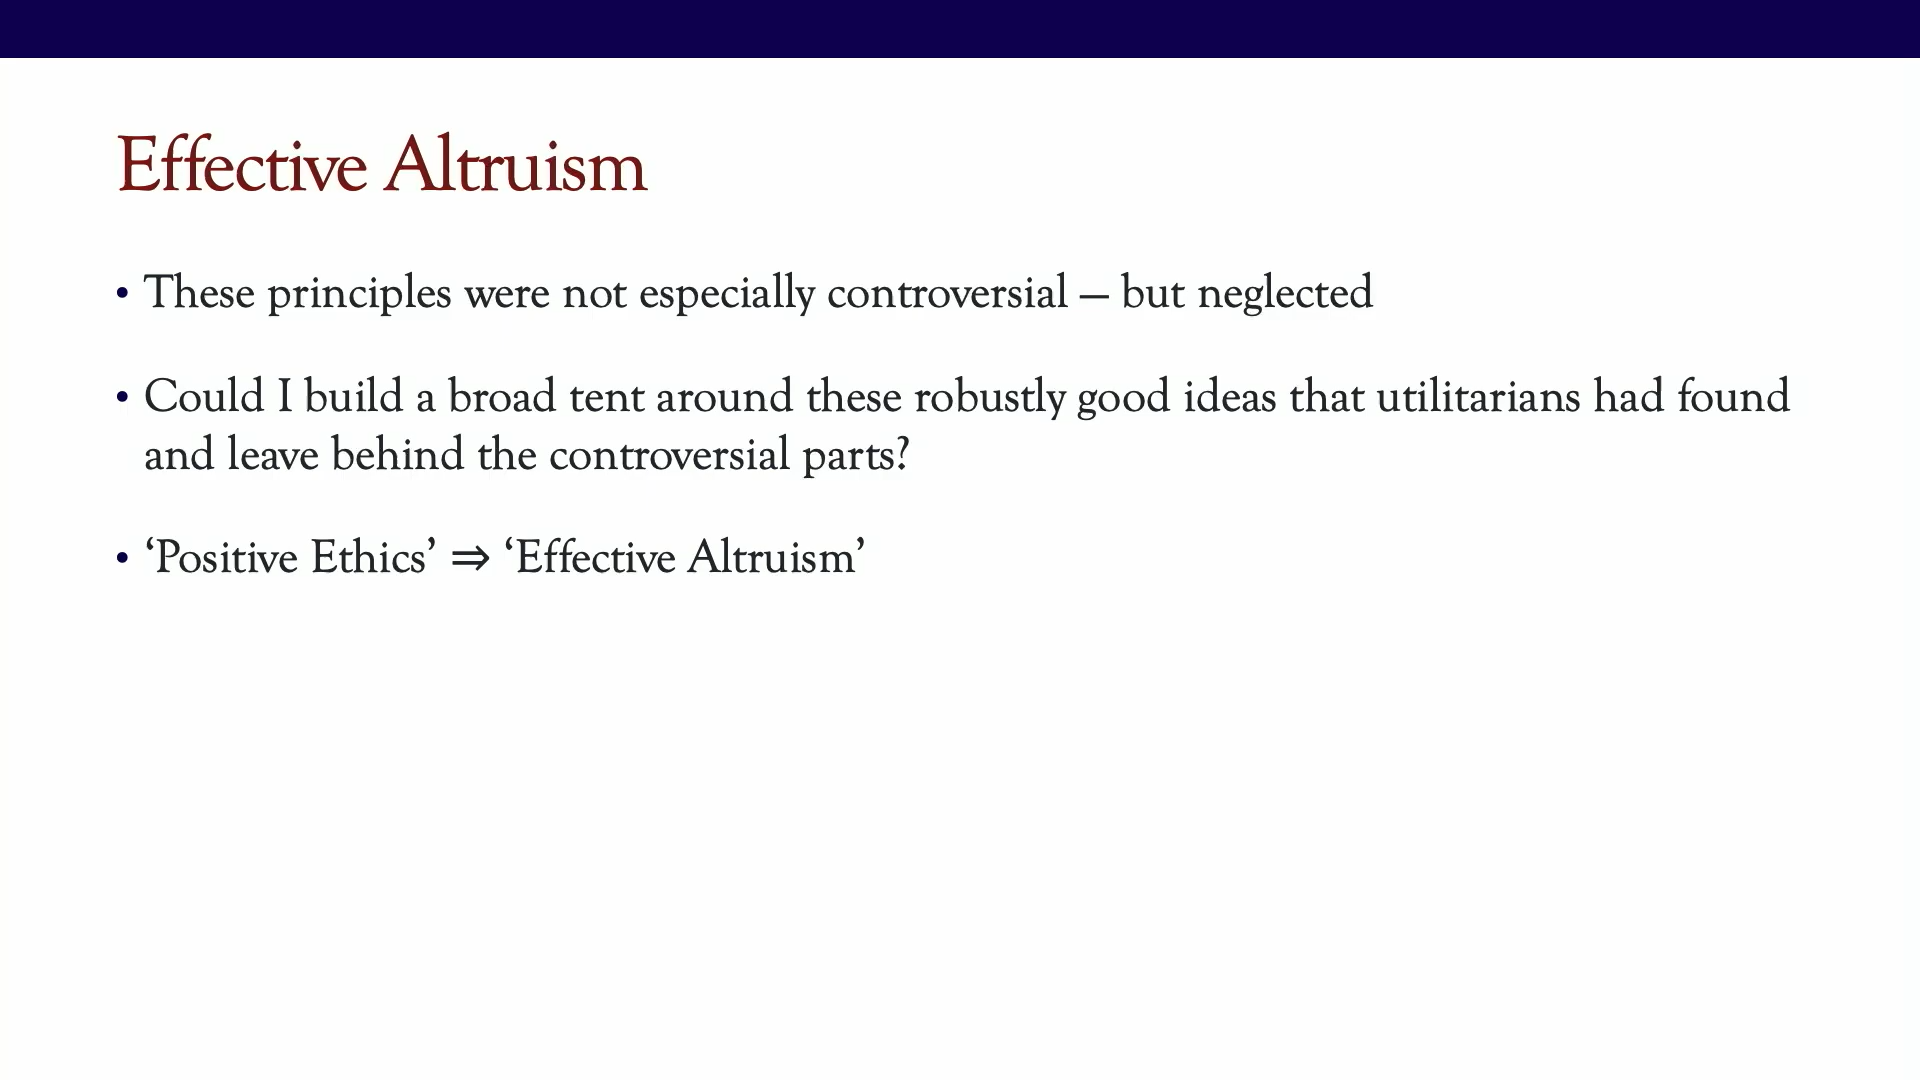 Effective Altruism
• These principles were not especially controversial — but neglected
• Could I build a broad tent around these robustly good ideas that utilitarians had found
and leave behind the controversial parts?
• ‘Positive Ethics’ ⇒ ‘Effective Altruism’